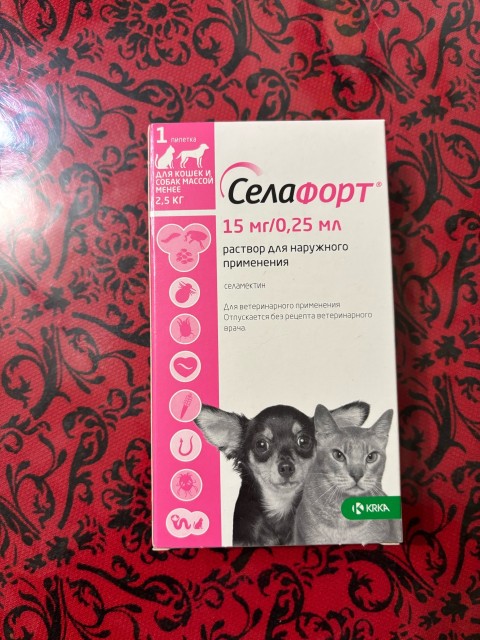 1 пипетка
ДЛЯ КОШЕК И
СОБАК МАССОЙ
МЕНЕЕ
2,5 КГ
Селафорт®
15 мг/0,25 мл
раствор для наружного
применения
селамектин
Для ветеринарного применения
Отпускается без рецепта ветеринарного
врача
KRKA